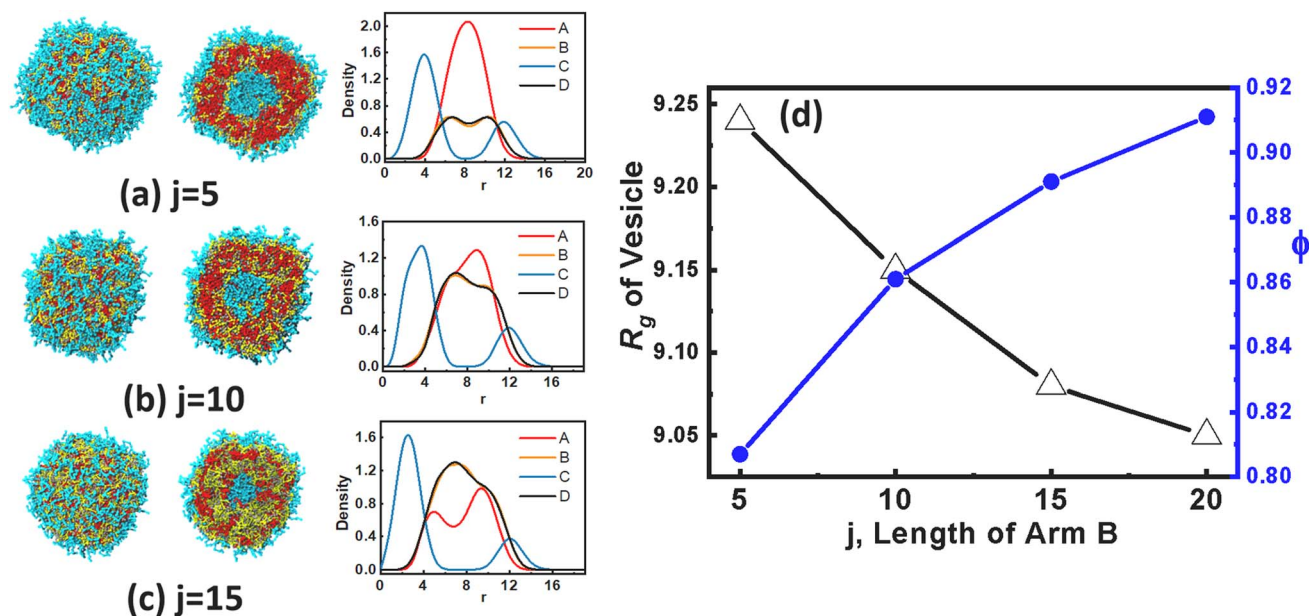 2.0
1.6
1.2
0.8
0.4
0.0
Density
A
B
C
D
0 4 8 12 16 20
r
(a) j=5
1.6
1.2
0.8
0.4
0.0
Density
A
B
C
D
0 4 8 12 16
r
(b) j=10
1.6
1.2
0.8
0.4
0.0
Density
A
B
C
D
0 4 8 12 16
r
(c) j=15
(d)
9.25
9.20
9.15
9.10
9.05
Rg of Vesicle
0.92
0.90
0.88
0.86
0.84
0.82
0.80
ϕ
5 10 15 20
j, Length of Arm B